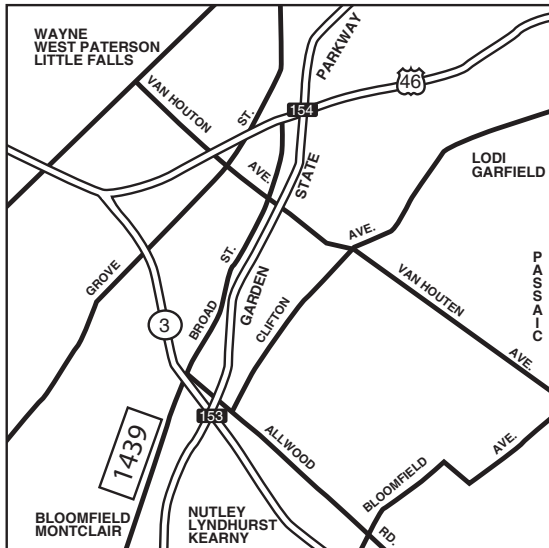 WAYNE
WEST PATERSON
LITTLE FALLS
PARKWAY
46
VAN HOUTON
ST.
154
LODI
GARFIELD
AVE.
STATE
AVE.
ST.
PASSAIC
GROVE
GARDEN
VAN HOUTEN
BROAD
CLIFTON
3
AVE.
153
1439
ALLWOOD
AVE.
BLOOMFIELD
BLOOMFIELD
MONTCLAIR
NUTLEY
LYNDHURST
KEARNY
RD.